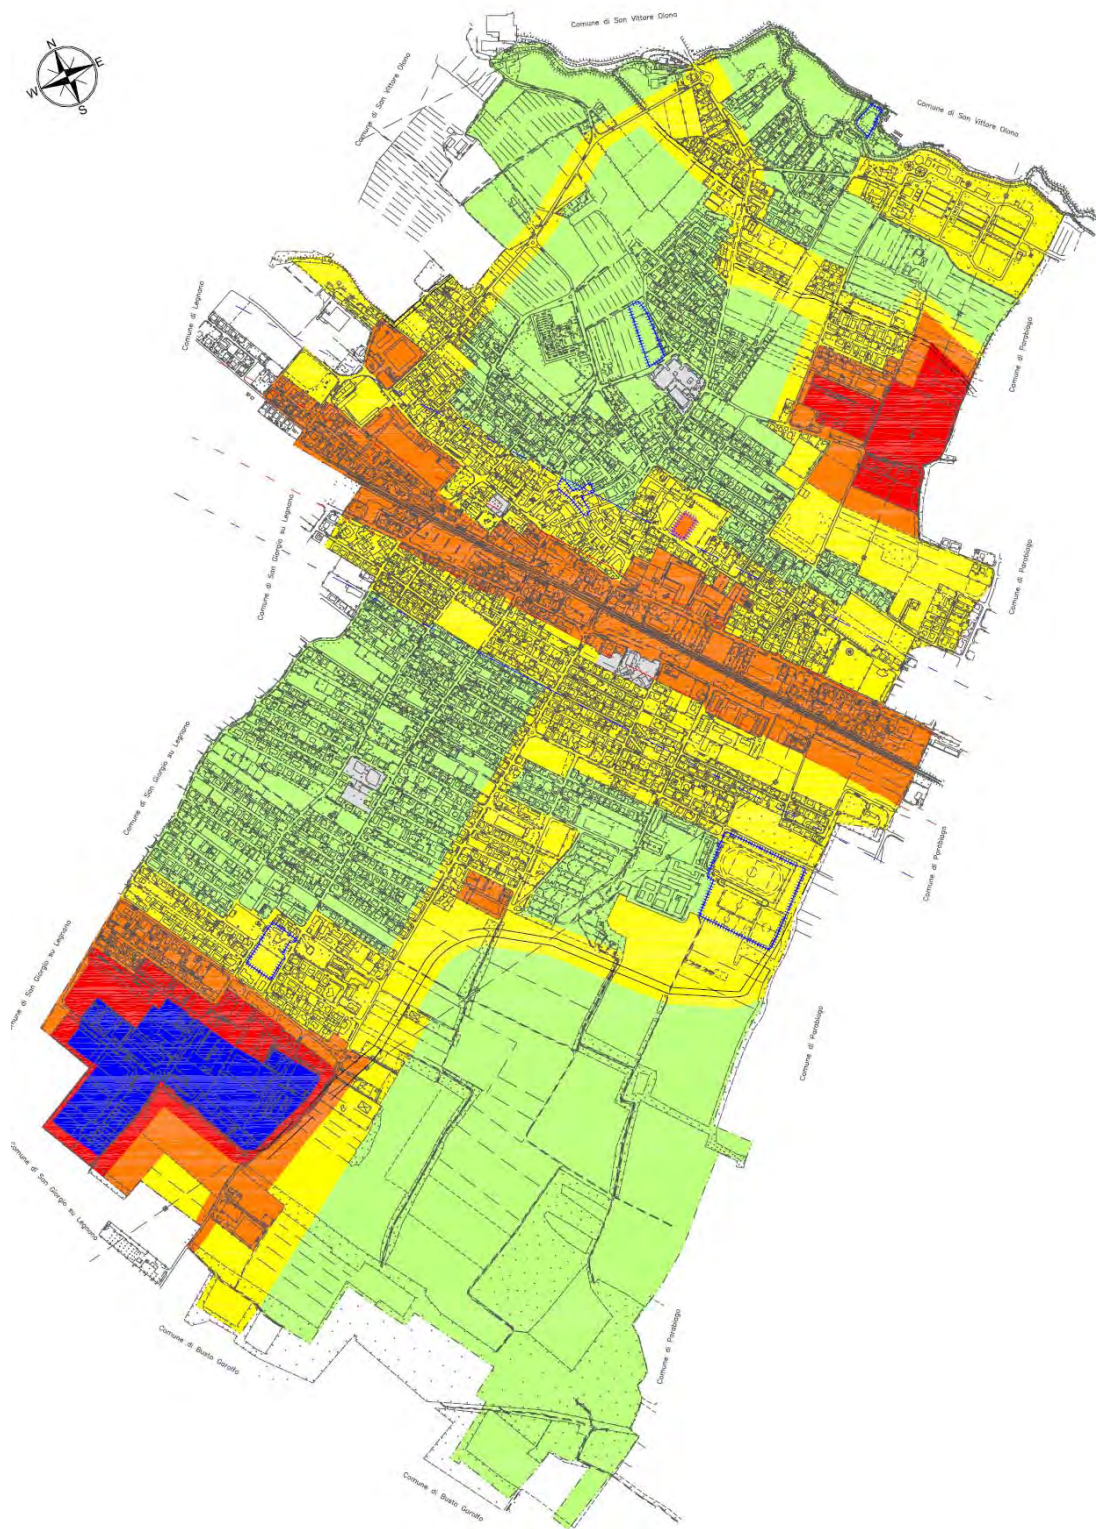 Comune di San Vittore Olona
N
E
W
S
Comune di San Vittore Olona
Comune di San Vittore Olona
Comune di Legnano
Comune di Parabiago
Comune di San Giorgio su Legnano
Comune di Parabiago
Comune di San Giorgio su Legnano
Comune di Parabiago
omune di San Giorgio su Legnano
Comune di Parabiago
omune di San Giorgio su Legnano
Comune di Parabiago
Comune di Busto Garolfo
Comune di Busto Garolfo